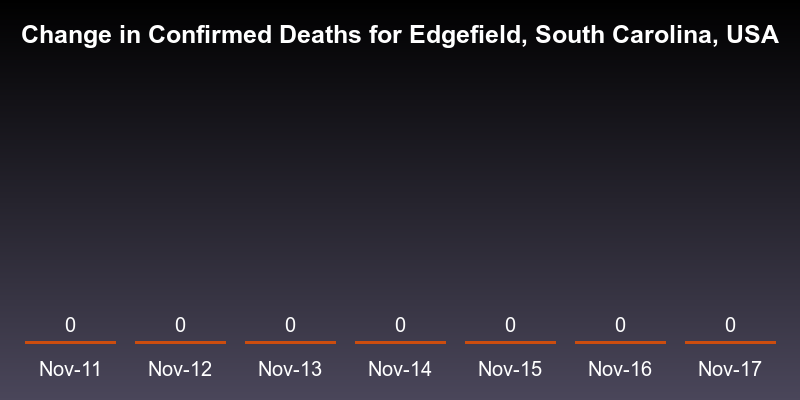 Change in Confirmed Deaths for Edgefield, South Carolina, USA
0 0 0 0 0 0 0
Nov-11 Nov-12 Nov-13 Nov-14 Nov-15 Nov-16 Nov-17